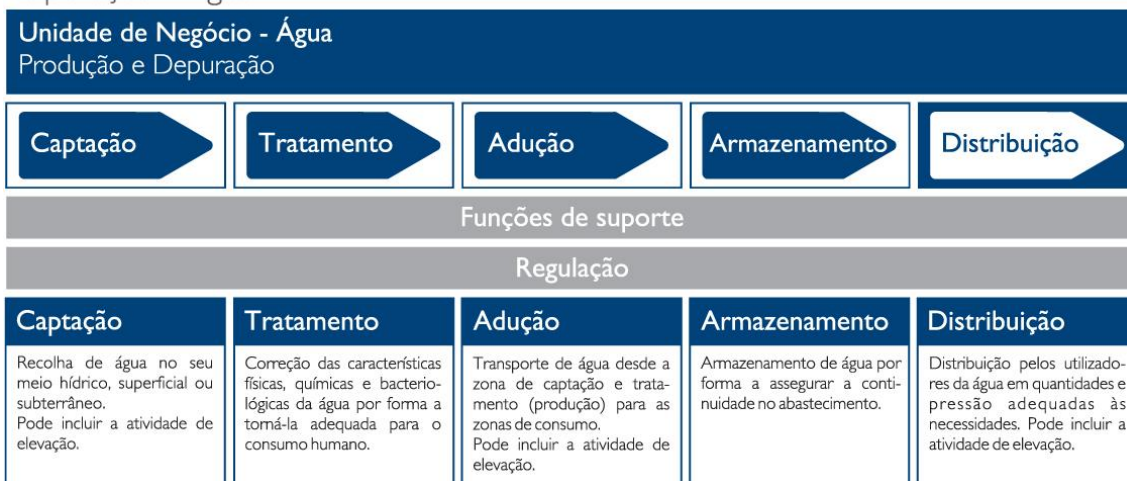 Unidade de Negócio - Água
Produção e Depuração
Captação
Tratamento
Adução
Armazenamento
Distribuição
Funções de suporte
Regulação
Captação
Recolha de água no seu
meio hídrico, superficial ou
subterrâneo.
Pode incluir a atividade de
elevação.
Tratamento
Correção das características
físicas, químicas e bacterio-
lógicas da água por forma a
torná-la adequada para o
consumo humano.
Adução
Transporte de água desde a
zona de captação e trata-
mento (produção) para as
zonas de consumo.
Pode incluir a atividade de
elevação.
Armazenamento
Armazenamento de água por
forma a assegurar a conti-
nuidade no abastecimento.
Distribuição
Distribuição pelos utilizado-
res da água em quantidades e
pressão adequadas às
necessidades. Pode incluir a
atividade de elevação.